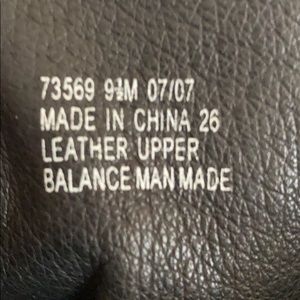 73569 9½M 07/07
MADE IN CHINA 26
LEATHER UPPER
BALANCE MAN MADE